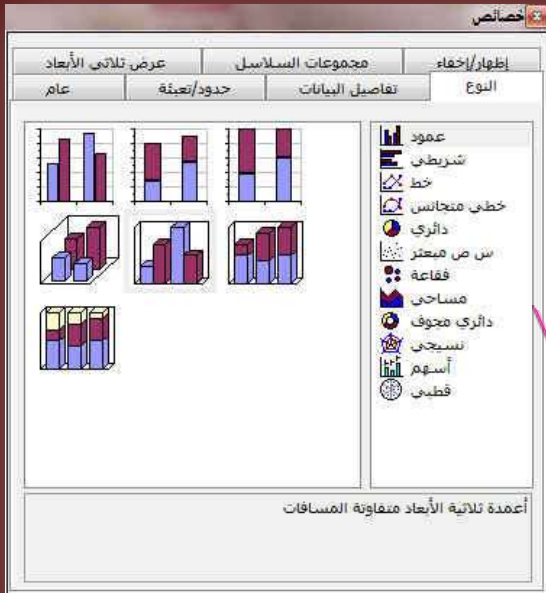 خصائص
إظهار/إخفاء
مجموعات السلاسل
عرض ثلاثي الأبعاد
النوع
تفاصيل البيانات
حدود/تعبئة
عام
عمود
شريطي
خط
خطي متجانس
دائري
س ص مبعثر
فقاعة
مساحي
دائري مجوف
نسيجي
أسهم
قطبي
أعمدة ثلاثية الأبعاد متفاوتة المسافات